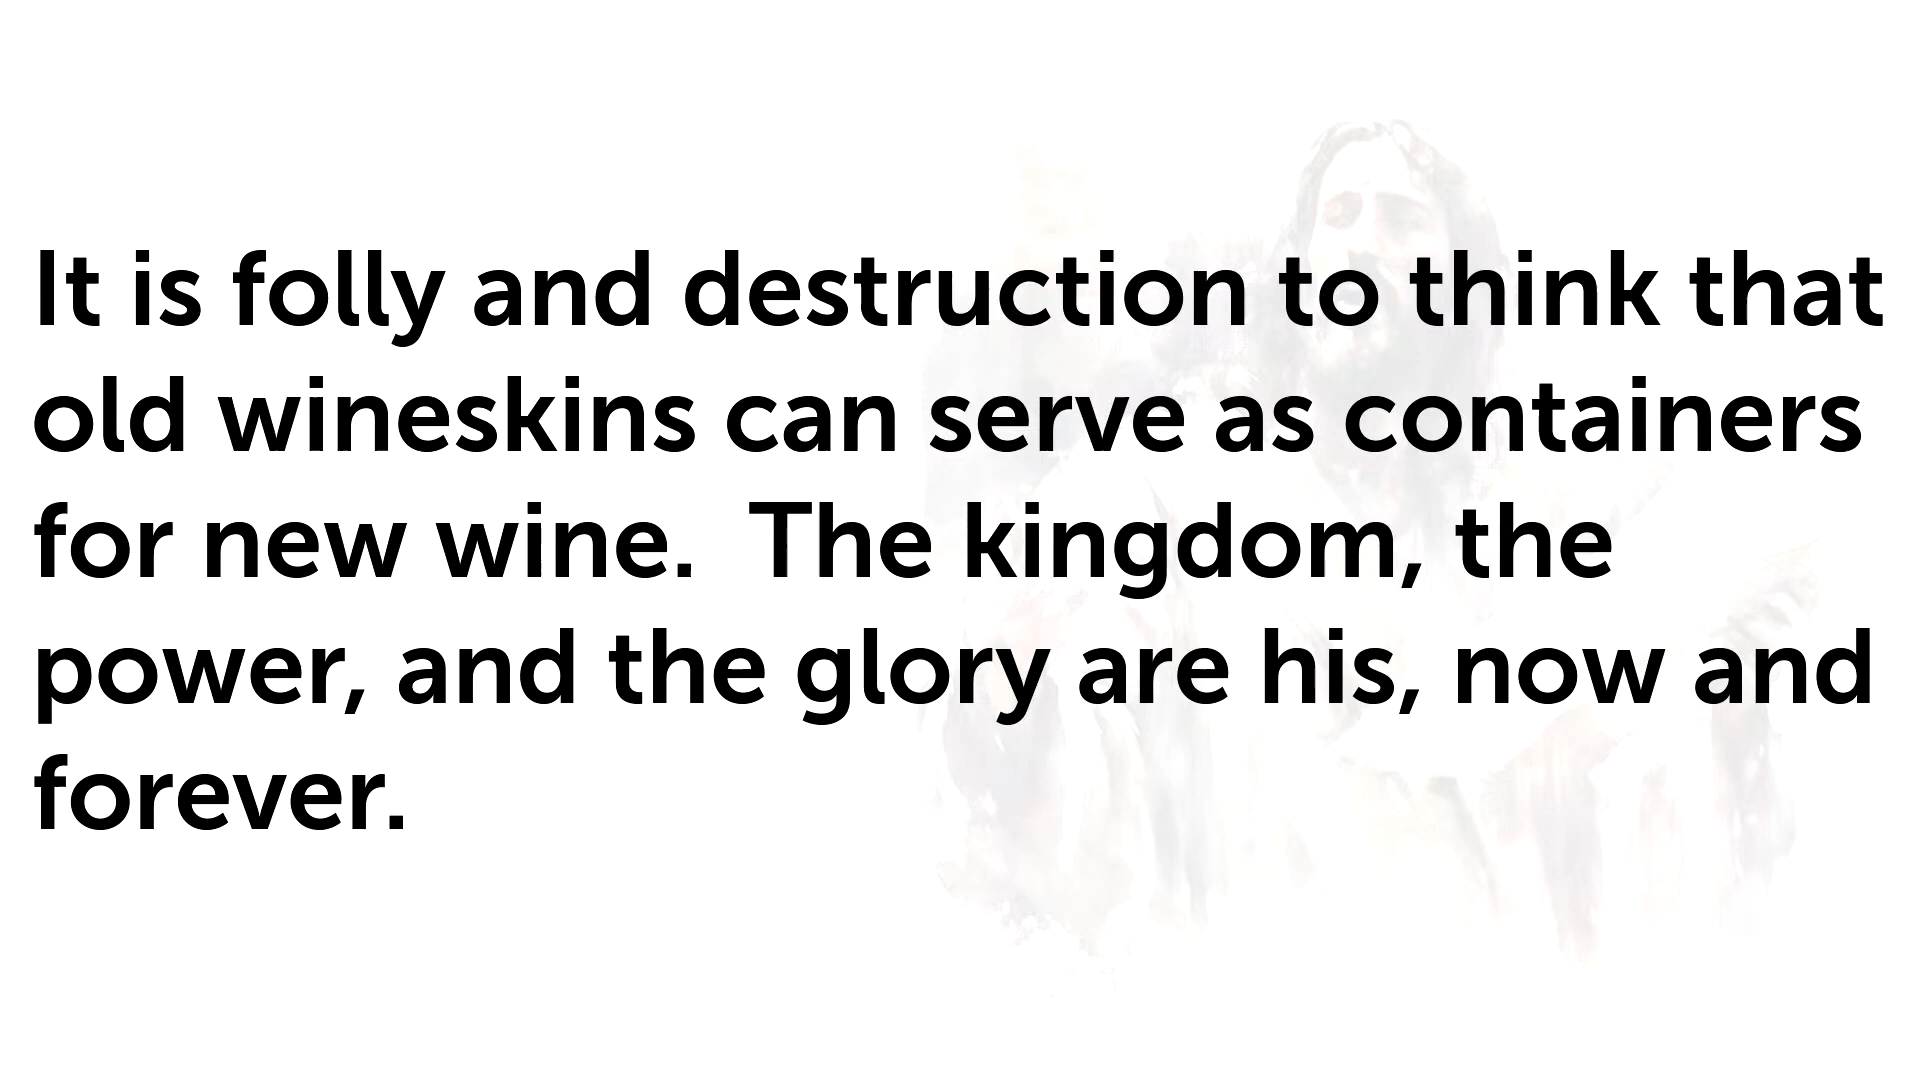 It is folly and destruction to think that
old wineskins can serve as containers
for new wine.  The kingdom, the
power, and the glory are his, now and
forever.